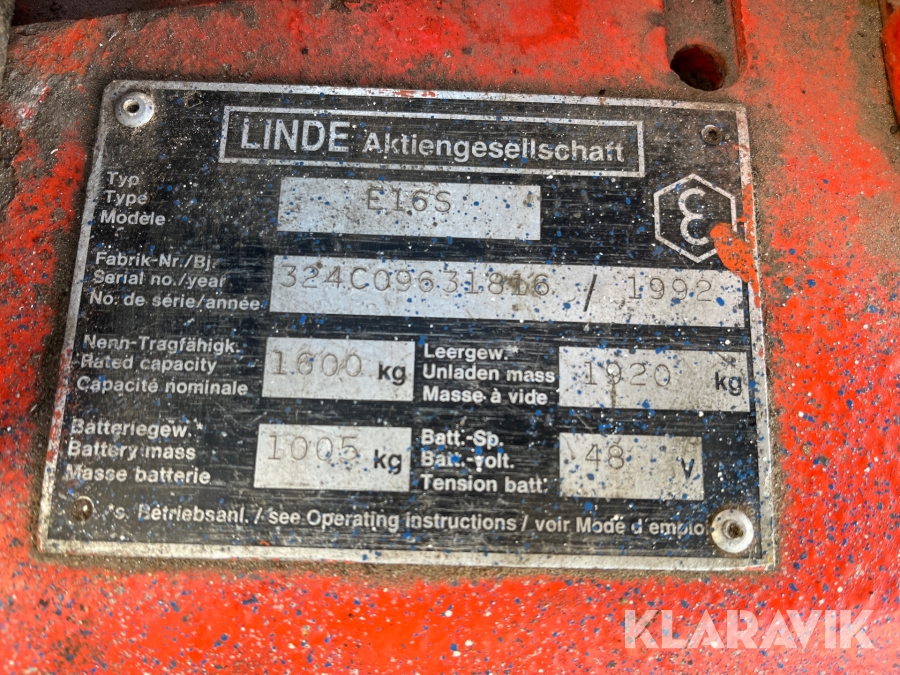 LINDE Aktiengesellschaft
Typ
Type
Modèle
E16S
Fabrik-Nr./Bj.
Serial no./year
No. de série/année
324C09631816 / 1992
Nenn-Tragfähigk.
Rated capacity
Capacité nominale
1600 kg
Leergew.*
Unladen mass
Masse à vide
1920 kg
Batteriegew.*
Battery mass
Masse batterie
1005 kg
Batt.-Sp.
Batt.-volt.
Tension batt.
48 V
*s. Betriebsanl. / see Operating instructions / voir Mode d'emploi
KLARAVIK